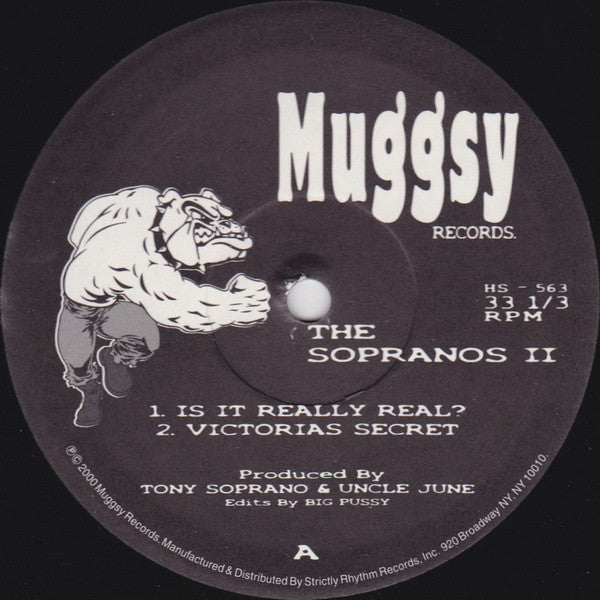 Muggsy
RECORDS.
HS - 563
33 1/3
RPM
THE
SOPRANOS II
1. IS IT REALLY REAL?
2. VICTORIAS SECRET
Produced By
TONY SOPRANO & UNCLE JUNE
Edits By BIG PUSSY
A
℗ © 2000 Muggsy Records. Manufactured & Distributed By Strictly Rhythm Records, Inc. 920 Broadway NY, NY 10010.